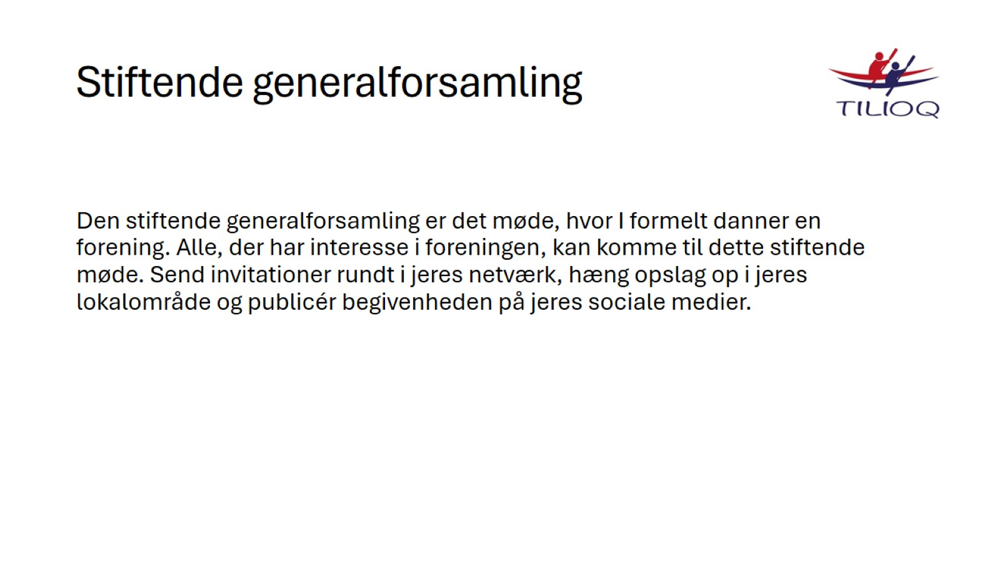 Stiftende generalforsamling
TILIOQ
Den stiftende generalforsamling er det møde, hvor I formelt danner en
forening. Alle, der har interesse i foreningen, kan komme til dette stiftende
møde. Send invitationer rundt i jeres netværk, hæng opslag op i jeres
lokalområde og publicér begivenheden på jeres sociale medier.